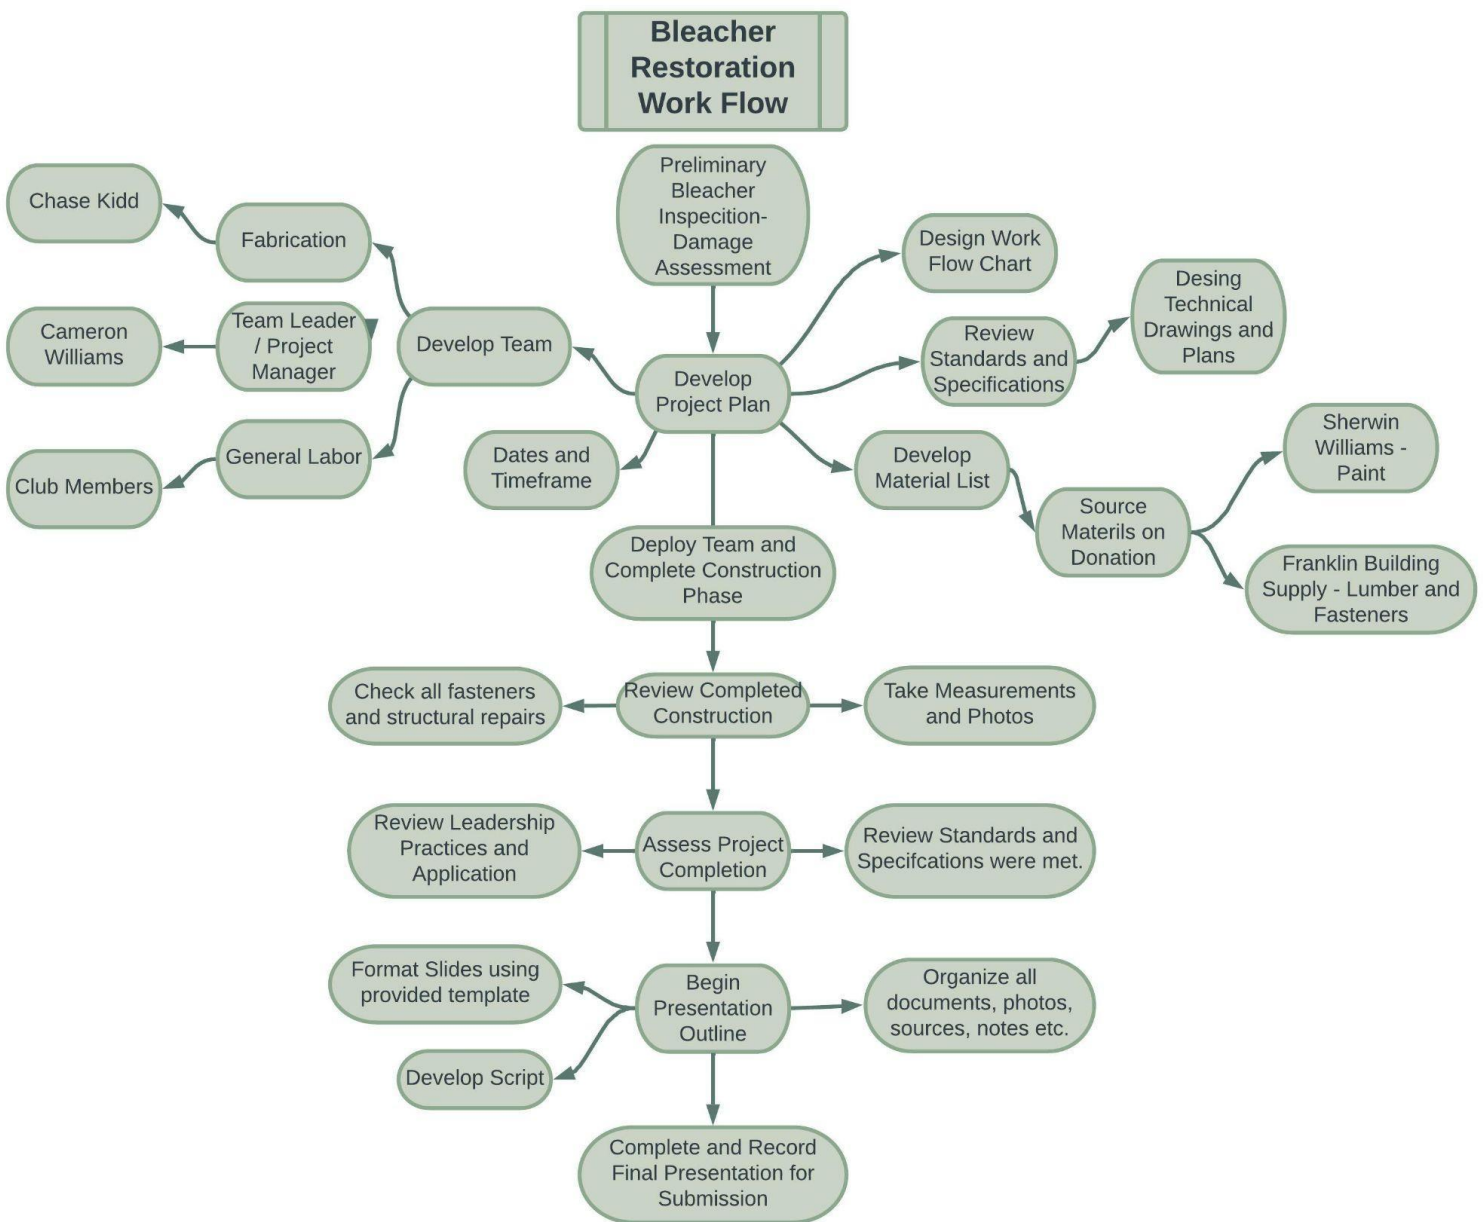 Bleacher
Restoration
Work Flow
Preliminary
Bleacher
Inspecition-
Damage
Assessment
Chase Kidd
Fabrication
Cameron
Williams
Team Leader
/ Project
Manager
Club Members
General Labor
Develop Team
Dates and
Timeframe
Develop
Project Plan
Design Work
Flow Chart
Review
Standards and
Specifications
Desing
Technical
Drawings and
Plans
Develop
Material List
Source
Materils on
Donation
Sherwin
Williams -
Paint
Franklin Building
Supply - Lumber and
Fasteners
Deploy Team and
Complete Construction
Phase
Check all fasteners
and structural repairs
Review Completed
Construction
Take Measurements
and Photos
Review Leadership
Practices and
Application
Assess Project
Completion
Review Standards and
Specifcations were met.
Format Slides using
provided template
Develop Script
Begin
Presentation
Outline
Organize all
documents, photos,
sources, notes etc.
Complete and Record
Final Presentation for
Submission